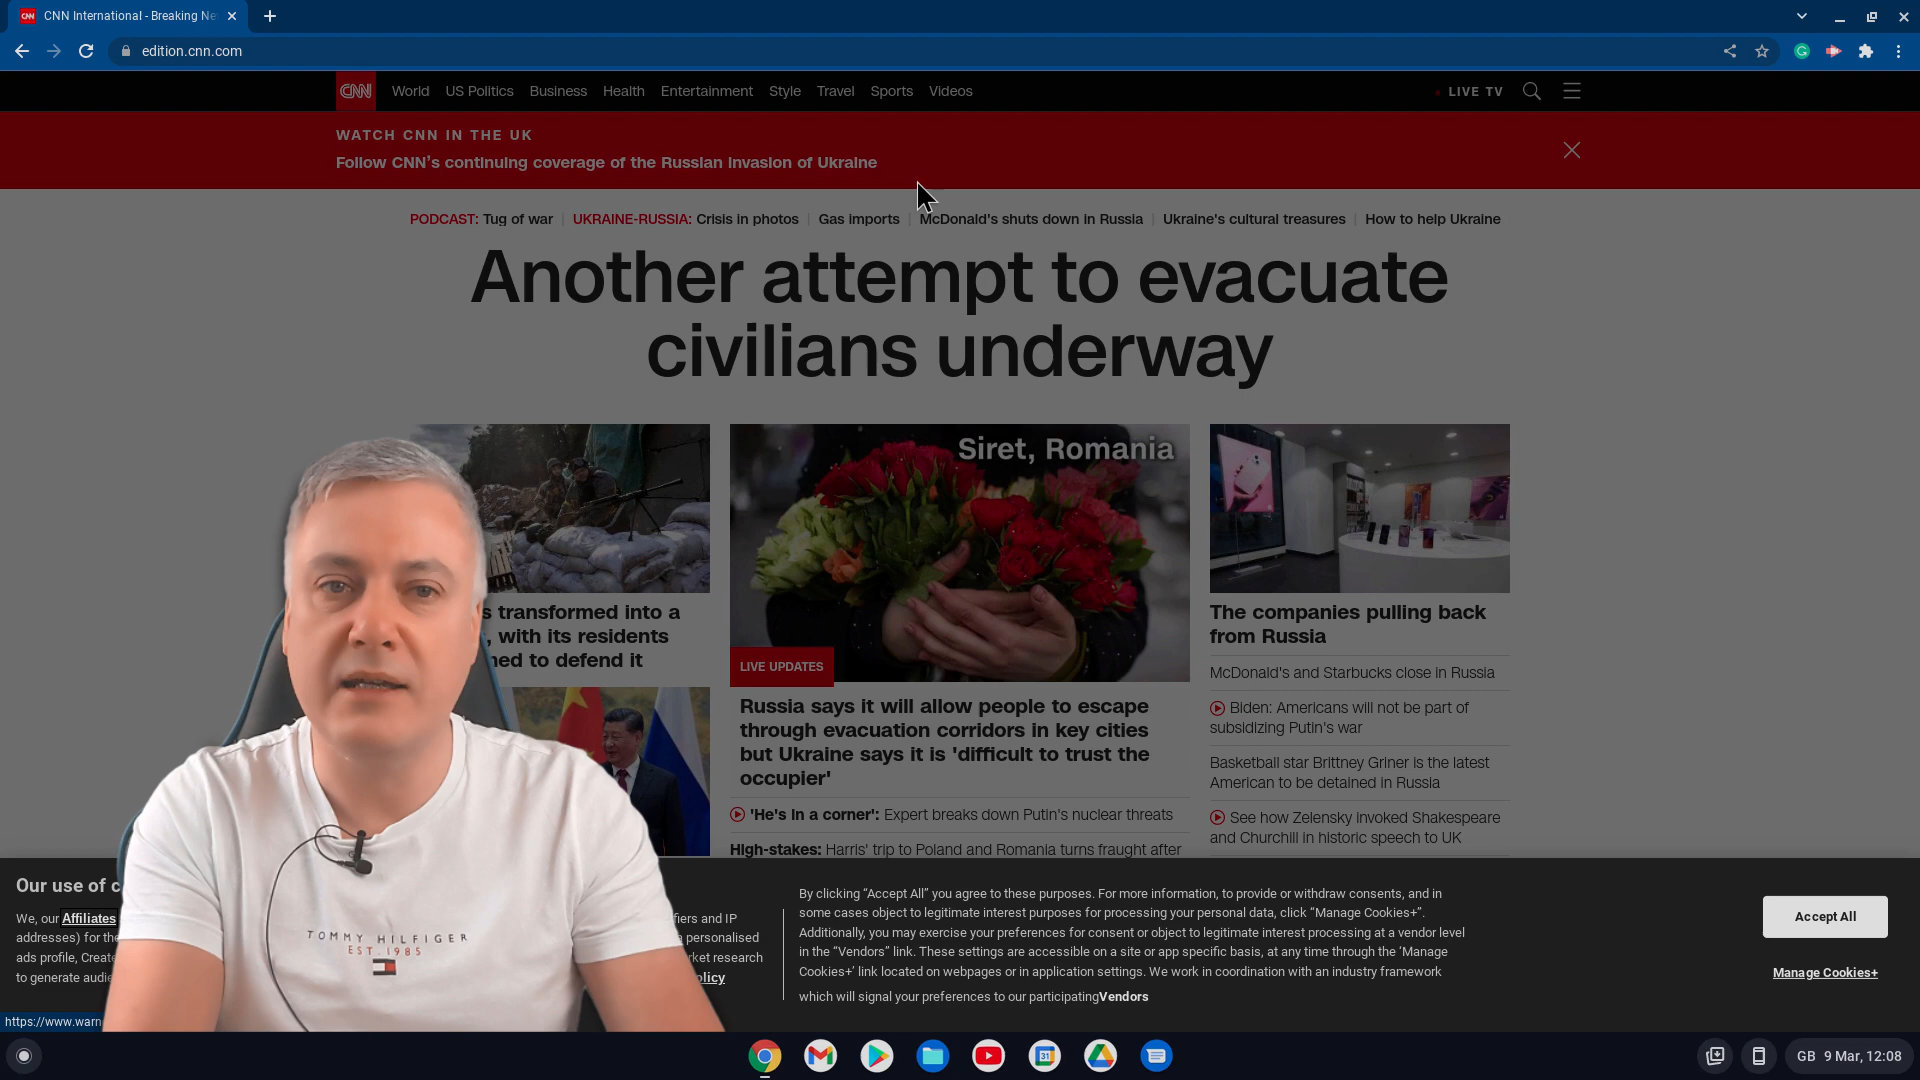 CNN International - Breaking Ne
edition.cnn.com
CNN World US Politics Business Health Entertainment Style Travel Sports Videos LIVE TV
WATCH CNN IN THE UK
Follow CNN's continuing coverage of the Russian invasion of Ukraine
PODCAST: Tug of war UKRAINE-RUSSIA: Crisis in photos Gas imports McDonald's shuts down in Russia Ukraine's cultural treasures How to help Ukraine
Another attempt to evacuate
civilians underway
s transformed into a
, with its residents
ned to defend it
Siret, Romania
LIVE UPDATES
Russia says it will allow people to escape
through evacuation corridors in key cities
but Ukraine says it is 'difficult to trust the
occupier'
'He's in a corner': Expert breaks down Putin's nuclear threats
High-stakes: Harris' trip to Poland and Romania turns fraught after
The companies pulling back
from Russia
McDonald's and Starbucks close in Russia
Biden: Americans will not be part of
subsidizing Putin's war
Basketball star Brittney Griner is the latest
American to be detained in Russia
See how Zelensky invoked Shakespeare
and Churchill in historic speech to UK
Our use of c
We, our Affiliates
addresses) for the
ads profile, Create
to generate audie
fiers and IP
personalised
rket research
olicy
By clicking “Accept All” you agree to these purposes. For more information, to provide or withdraw consents, and in
some cases object to legitimate interest purposes for processing your personal data, click “Manage Cookies+”.
Additionally, you may exercise your preferences for consent or object to legitimate interest processing at a vendor level
in the “Vendors” link. These settings are accessible on a site or app specific basis, at any time through the ‘Manage
Cookies+’ link located on webpages or in application settings. We work in coordination with an industry framework
which will signal your preferences to our participatingVendors
Accept All
Manage Cookies+
TOMMY HILFIGER
EST. 1985
https://www.warn
31
GB 9 Mar, 12:08